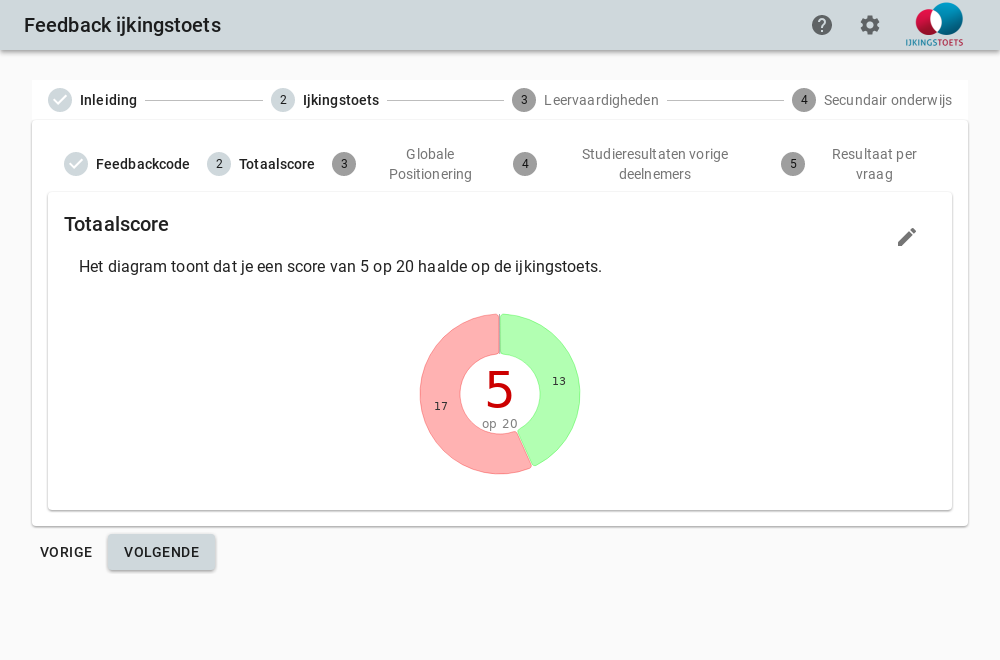 Feedback ijkingstoets
IJKINGSTOETS
Inleiding
2 Ijkingstoets
3 Leervaardigheden
4 Secundair onderwijs
Feedbackcode
2 Totaalscore
3 Globale
Positionering
4 Studieresultaten vorige
deelnemers
5 Resultaat per
vraag
Totaalscore
Het diagram toont dat je een score van 5 op 20 haalde op de ijkingstoets.
13
5
17
op 20
VORIGE
VOLGENDE